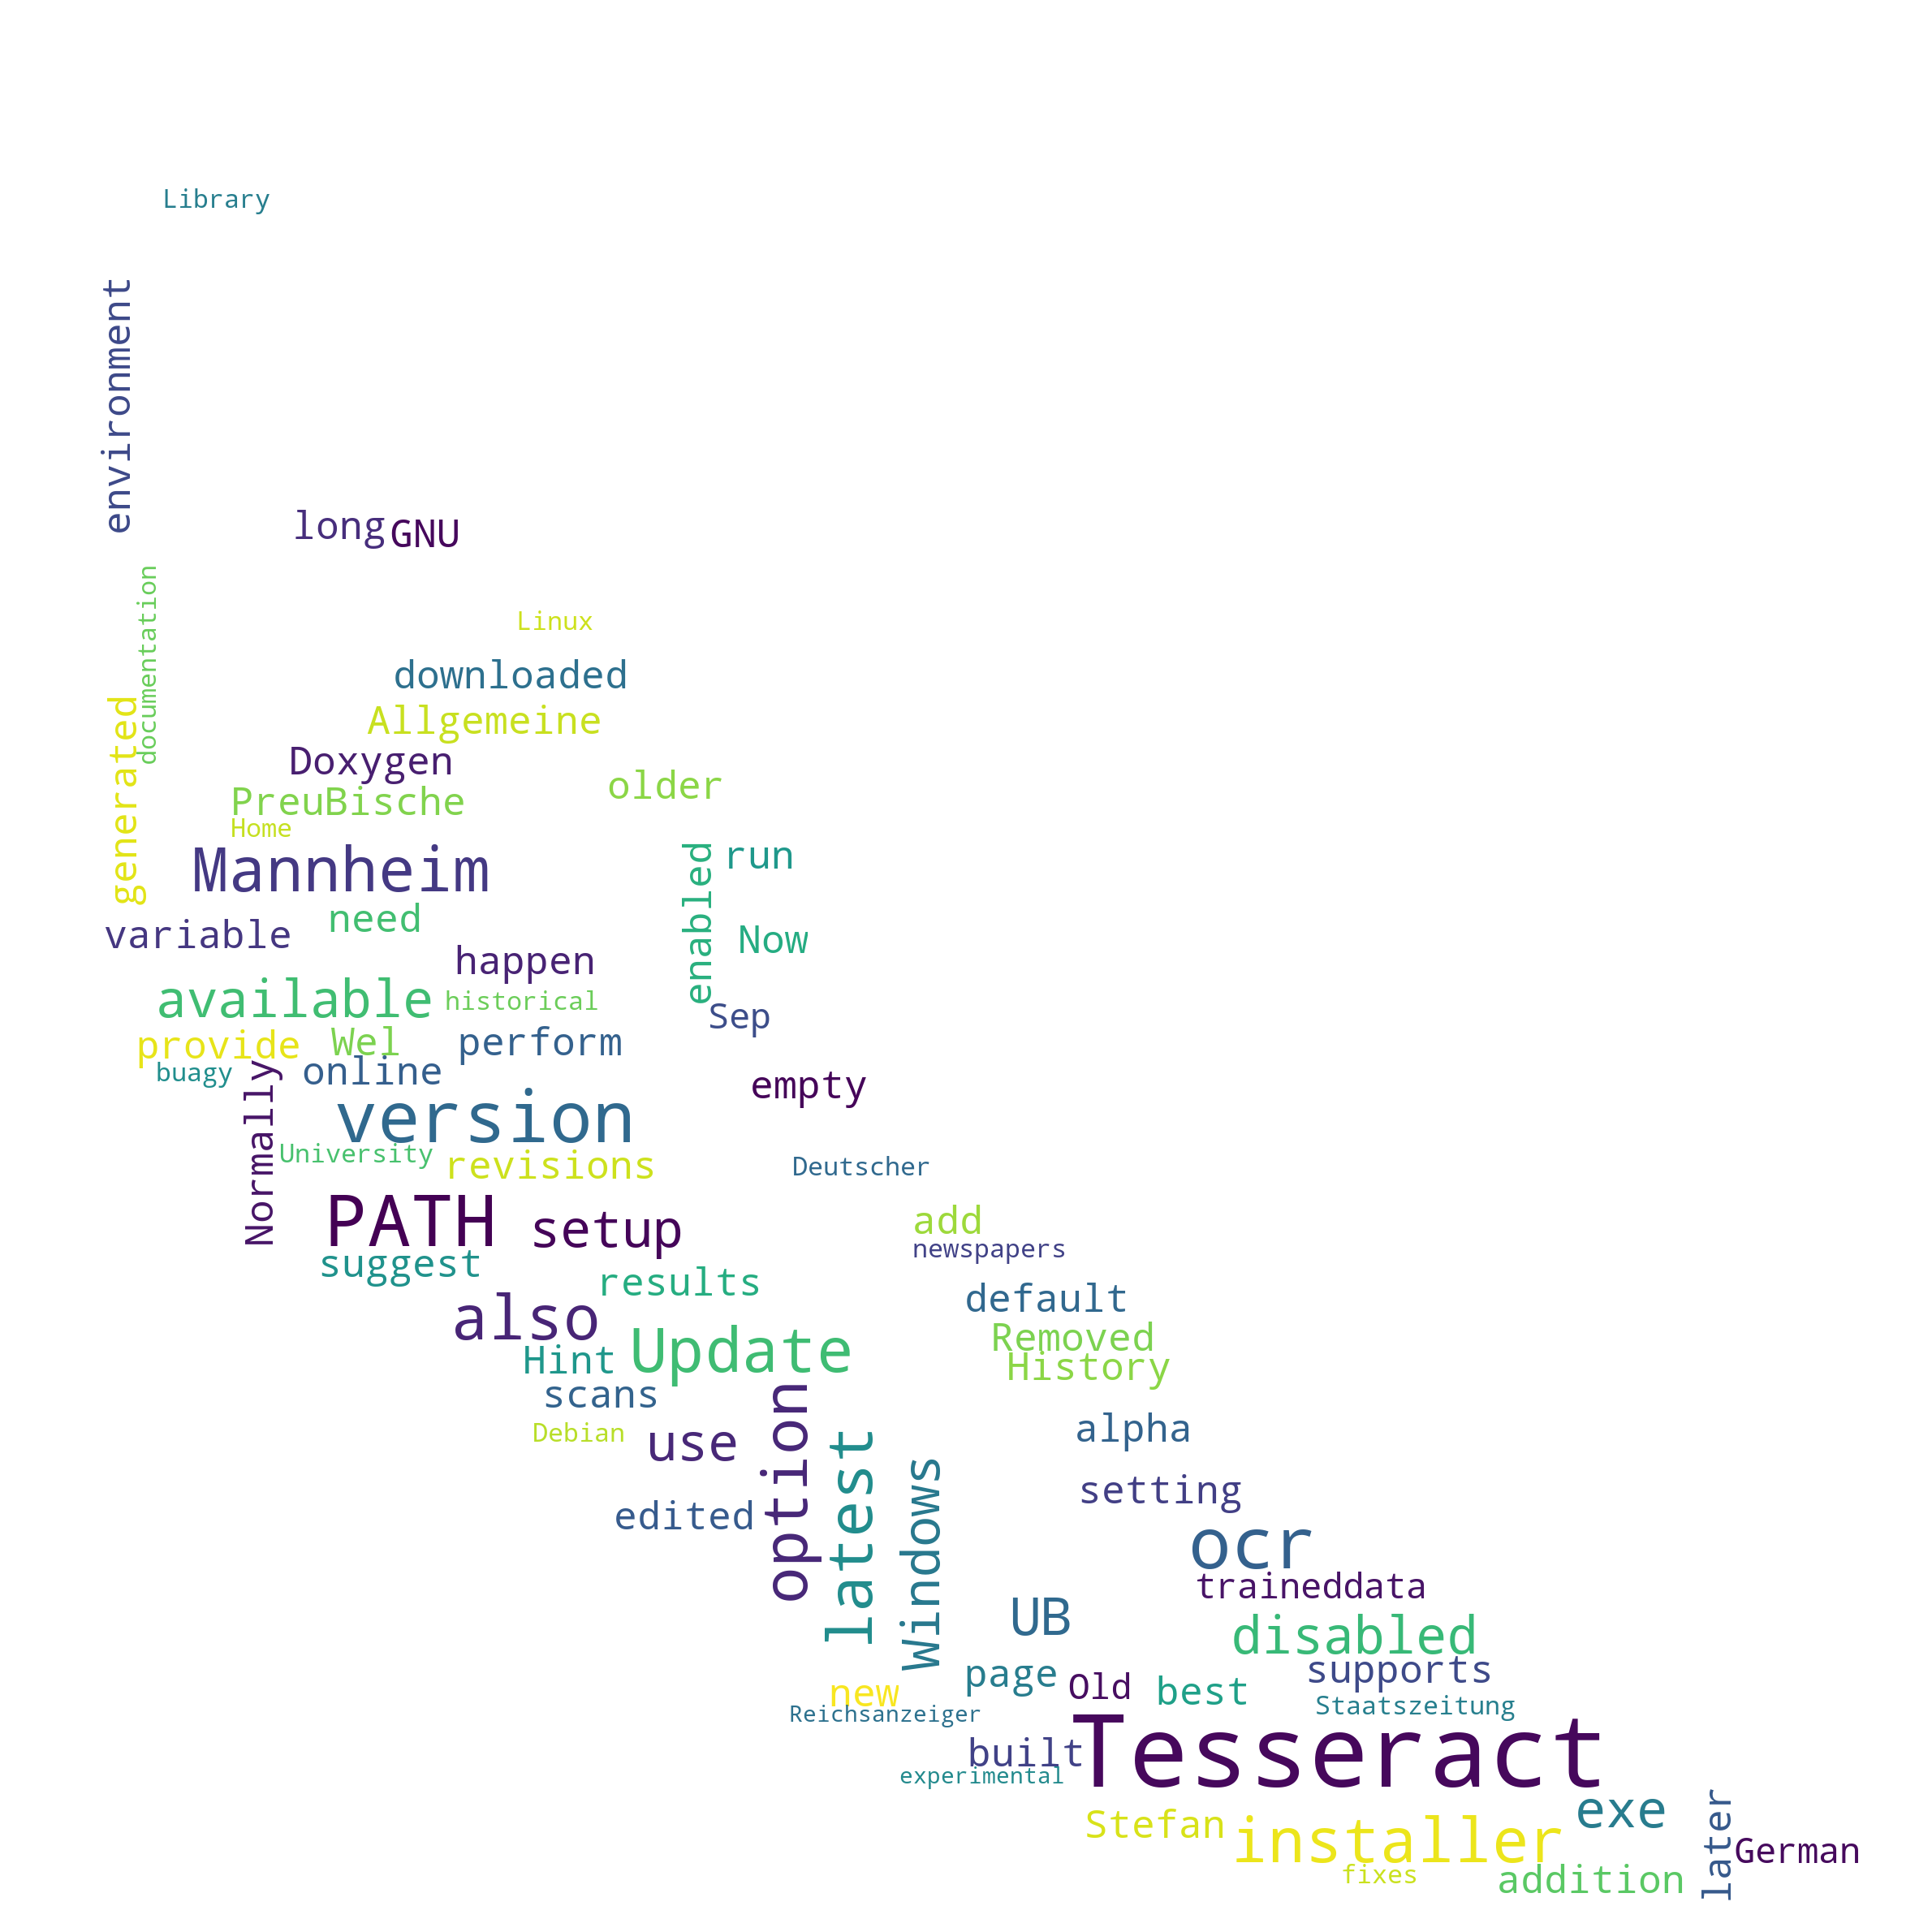 Library
environment
long
GNU
documentation
Linux
downloaded
generated
Allgemeine
Doxygen
older
PreuBische
Home
Mannheim
enabled
run
need
variable
Now
happen
available
historical
Sep
provide
Wel
perform
buagy
online
Normally
empty
version
University
revisions
Deutscher
PATH
setup
add
newspapers
suggest
results
default
also
Update
Removed
Hint
History
scans
option
latest
Debian
use
alpha
Windows
setting
edited
ocr
traineddata
UB
disabled
page
supports
Old
best
new
Staatszeitung
Reichsanzeiger
Tesseract
built
experimental
exe
later
Stefan
installer
German
fixes
addition